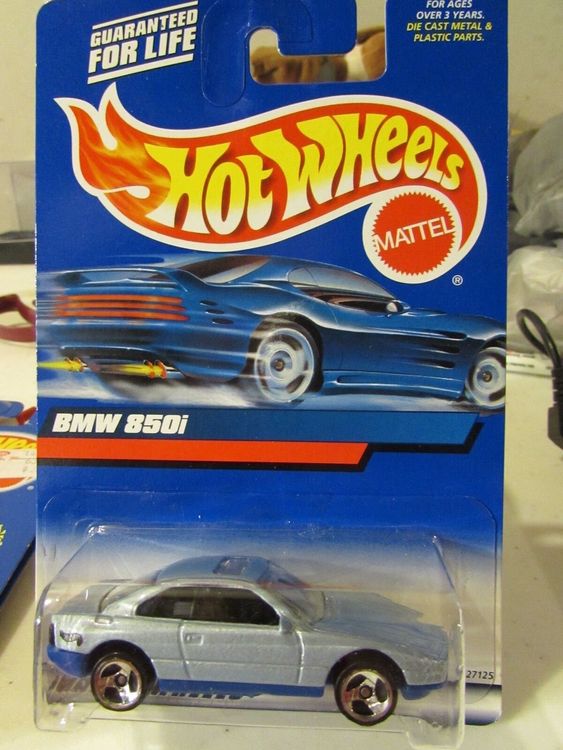 GUARANTEED
FOR LIFE
FOR AGES
OVER 3 YEARS.
DIE CAST METAL &
PLASTIC PARTS.
HOT WHEELS
MATTEL
®
BMW 850i
27125